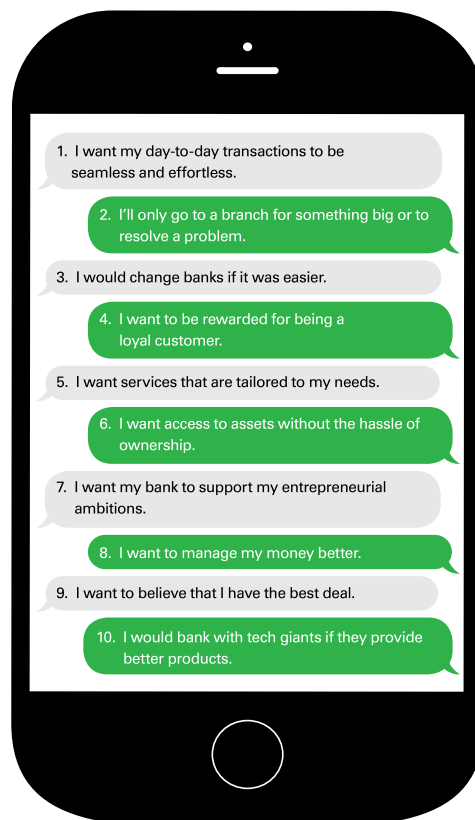 1. I want my day-to-day transactions to be
seamless and effortless.
2. I’ll only go to a branch for something big or to
resolve a problem.
3. I would change banks if it was easier.
4. I want to be rewarded for being a
loyal customer.
5. I want services that are tailored to my needs.
6. I want access to assets without the hassle of
ownership.
7. I want my bank to support my entrepreneurial
ambitions.
8. I want to manage my money better.
9. I want to believe that I have the best deal.
10. I would bank with tech giants if they provide
better products.